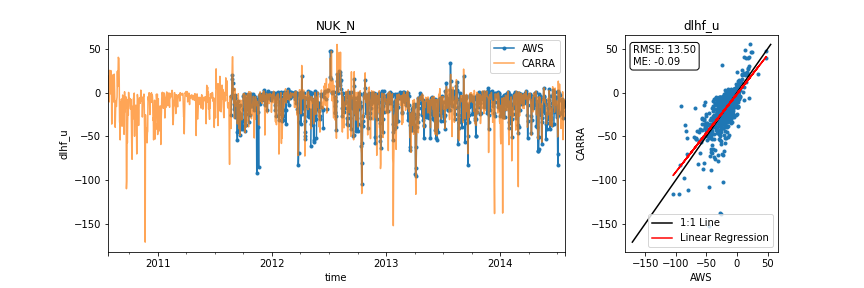 NUK_N
dlhf_u
50
0
−50
−100
−150
AWS
CARRA
2011
2012
2013
2014
time
dlhf_u
RMSE: 13.50
ME: -0.09
50
0
−50
−100
−150
CARRA
1:1 Line
Linear Regression
−150
−100
−50
0
50
AWS